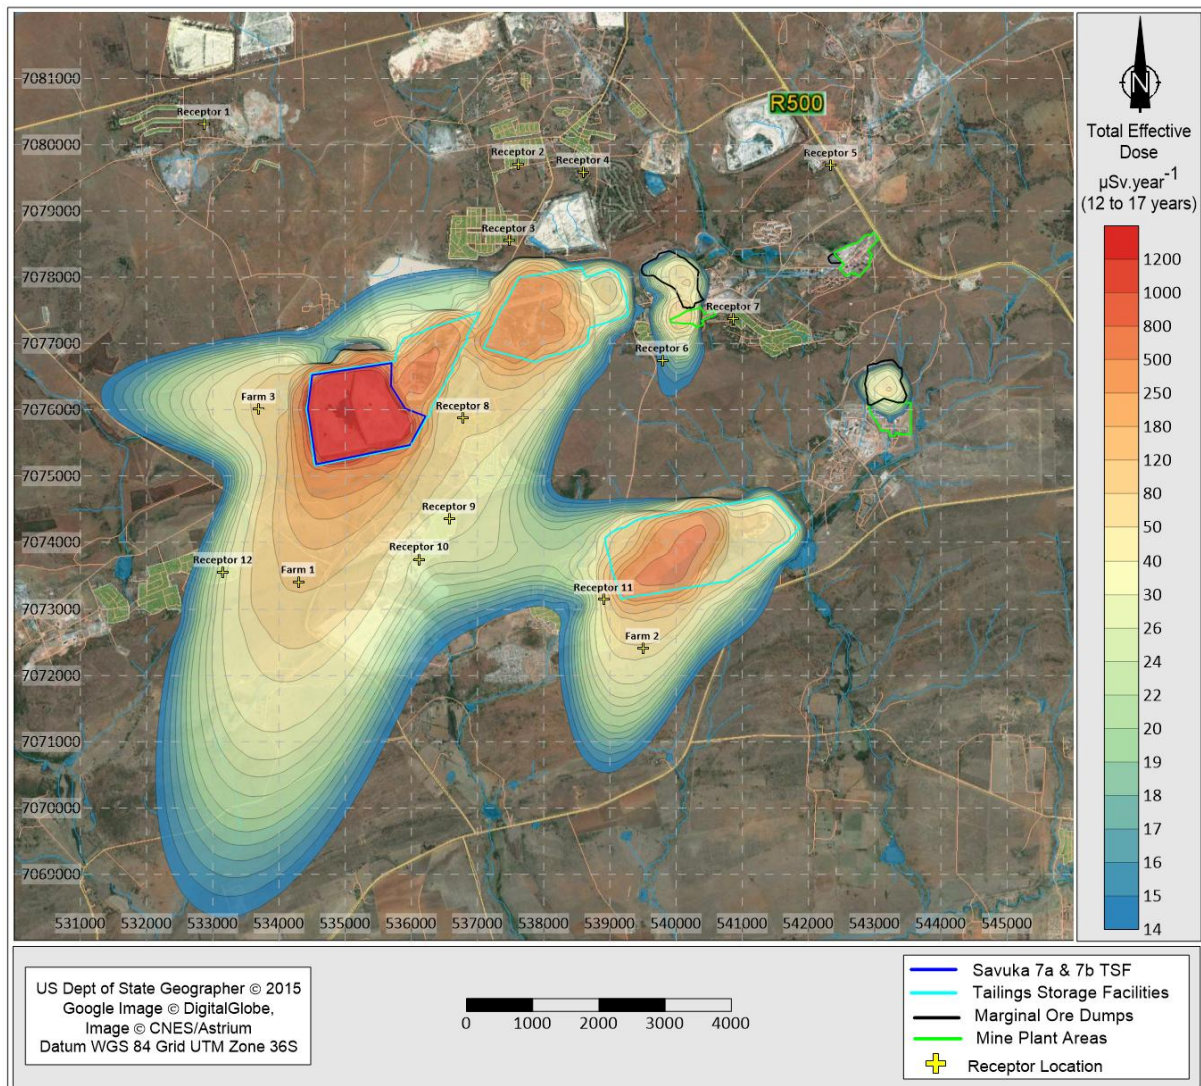 7081000
7080000
7079000
7078000
7077000
7076000
7075000
7074000
7073000
7072000
7071000
7070000
7069000
531000 532000 533000 534000 535000 536000 537000 538000 539000 540000 541000 542000 543000 544000 545000
R500
Receptor 1
Receptor 2
Receptor 4
Receptor 5
Receptor 3
Receptor 7
Receptor 6
Farm 3
Receptor 8
Receptor 9
Receptor 10
Receptor 12
Farm 1
Receptor 11
Farm 2
N
Total Effective
Dose
µSv.year-1
(12 to 17 years)
1200
1000
800
500
250
180
120
80
50
40
30
26
24
22
20
19
18
17
16
15
14
US Dept of State Geographer © 2015
Google Image © DigitalGlobe,
Image © CNES/Astrium
Datum WGS 84 Grid UTM Zone 36S
0 1000 2000 3000 4000
Savuka 7a & 7b TSF
Tailings Storage Facilities
Marginal Ore Dumps
Mine Plant Areas
Receptor Location